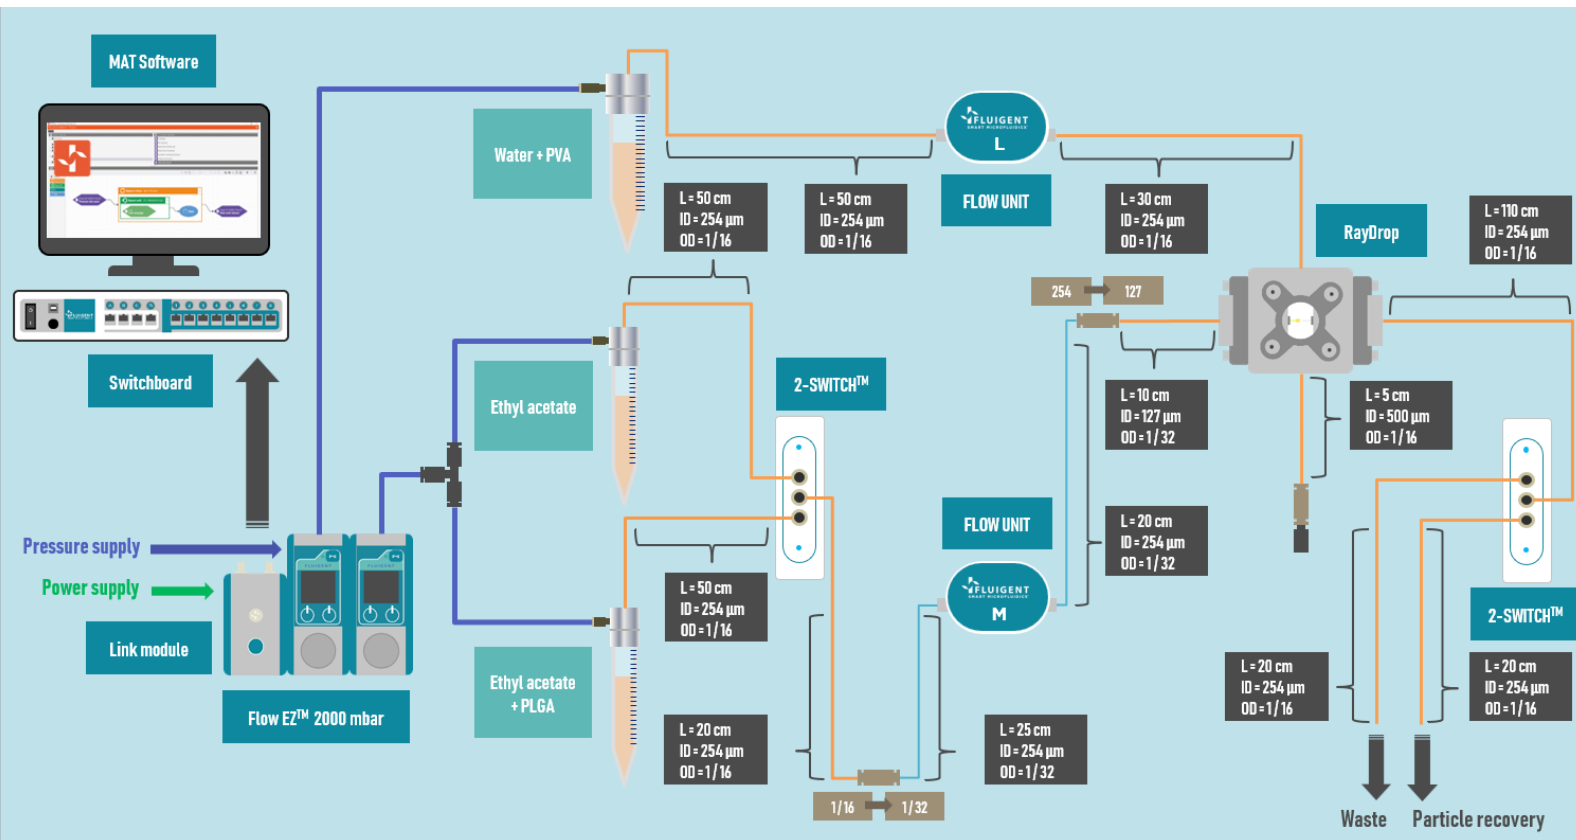 MAT Software
Switchboard
Pressure supply
Power supply
Link module
Flow EZ™ 2000 mbar
FLUIGENT
FLUIGENT
FLUIGENT
Water + PVA
Ethyl acetate
Ethyl acetate
+ PLGA
L = 50 cm
ID = 254 µm
OD = 1/16
L = 50 cm
ID = 254 µm
OD = 1/16
FLUIGENT
SMART MICROFLUIDICS
L
FLOW UNIT
L = 30 cm
ID = 254 µm
OD = 1/16
RayDrop
L = 110 cm
ID = 254 µm
OD = 1/16
254
127
2-SWITCH™
L = 10 cm
ID = 127 µm
OD = 1/32
L = 5 cm
ID = 500 µm
OD = 1/16
L = 50 cm
ID = 254 µm
OD = 1/16
FLOW UNIT
FLUIGENT
SMART MICROFLUIDICS
M
L = 20 cm
ID = 254 µm
OD = 1/32
2-SWITCH™
L = 20 cm
ID = 254 µm
OD = 1/16
L = 25 cm
ID = 254 µm
OD = 1/32
L = 20 cm
ID = 254 µm
OD = 1/16
L = 20 cm
ID = 254 µm
OD = 1/16
1/16
1/32
Waste
Particle recovery